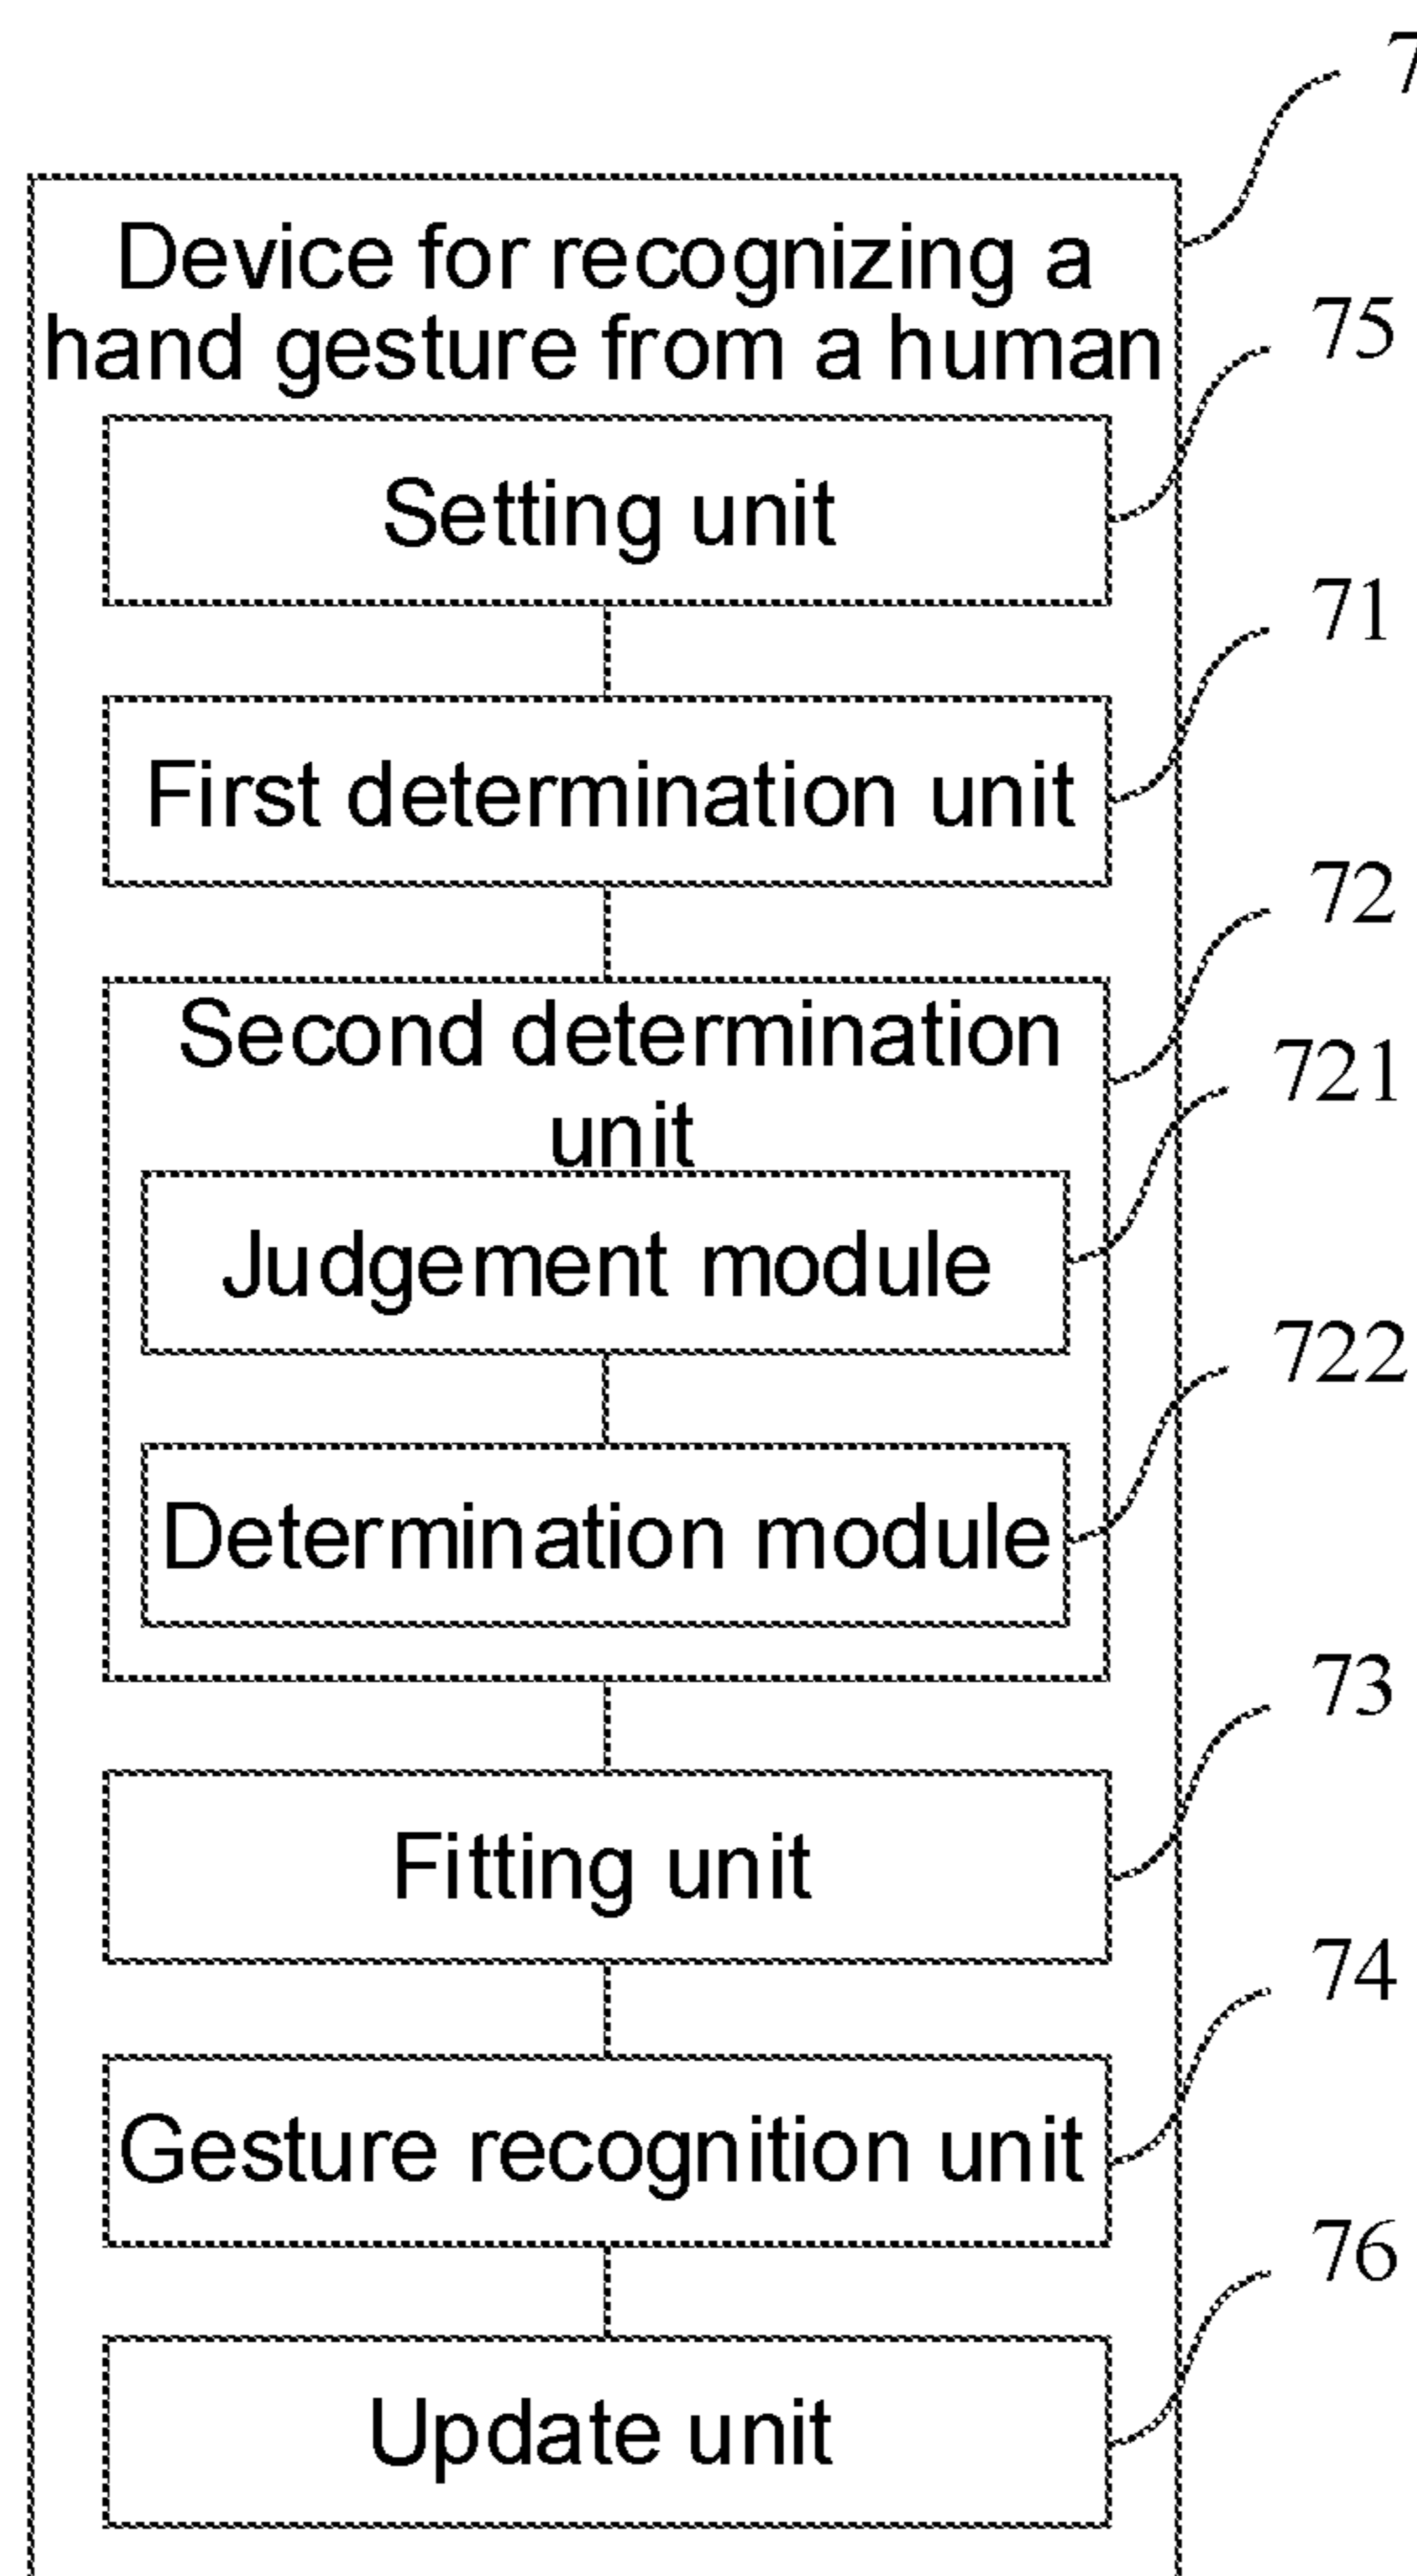 7
Device for recognizing a
hand gesture from a human
75
Setting unit
71
First determination unit
72
Second determination
unit
721
Judgement module
722
Determination module
73
Fitting unit
74
Gesture recognition unit
76
Update unit